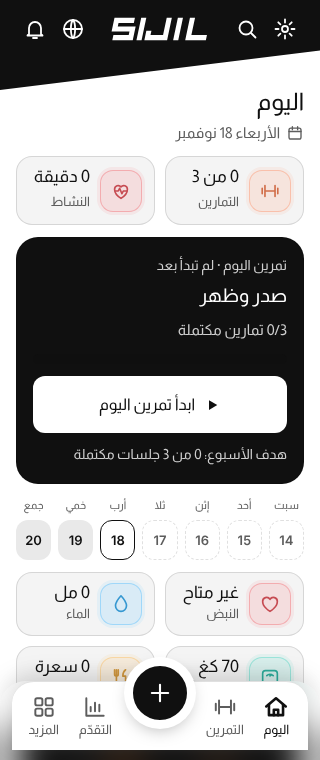 SIJIL
اليوم
الأربعاء 18 نوفمبر
0 من 3
التمارين
0 دقيقة
النشاط
تمرين اليوم · لم تبدأ بعد
صدر وظهر
0/3 تمارين مكتملة
ابدأ تمرين اليوم
هدف الأسبوع: 0 من 3 جلسات مكتملة
سبت أحد إثن ثلا أرب خمي جمع
14 15 16 17 18 19 20
غير متاح
النبض
0 مل
الماء
70 كغ
0 سعرة
اليوم
التمرين
التقدّم
المزيد